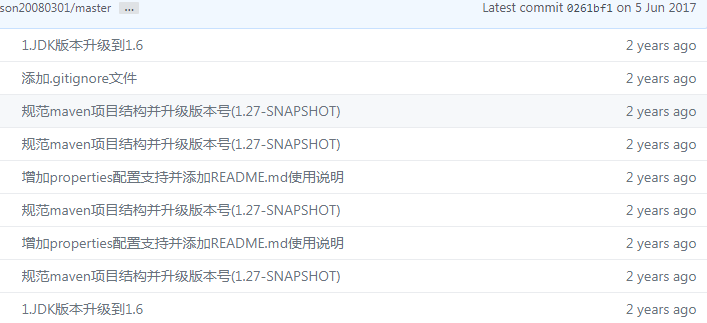 son20080301/master ...
Latest commit 0261bf1 on 5 Jun 2017
1.JDK版本升级到1.6 2 years ago
添加.gitignore文件 2 years ago
规范maven项目结构并升级版本号(1.27-SNAPSHOT) 2 years ago
规范maven项目结构并升级版本号(1.27-SNAPSHOT) 2 years ago
增加properties配置支持并添加README.md使用说明 2 years ago
规范maven项目结构并升级版本号(1.27-SNAPSHOT) 2 years ago
增加properties配置支持并添加README.md使用说明 2 years ago
规范maven项目结构并升级版本号(1.27-SNAPSHOT) 2 years ago
1.JDK版本升级到1.6 2 years ago